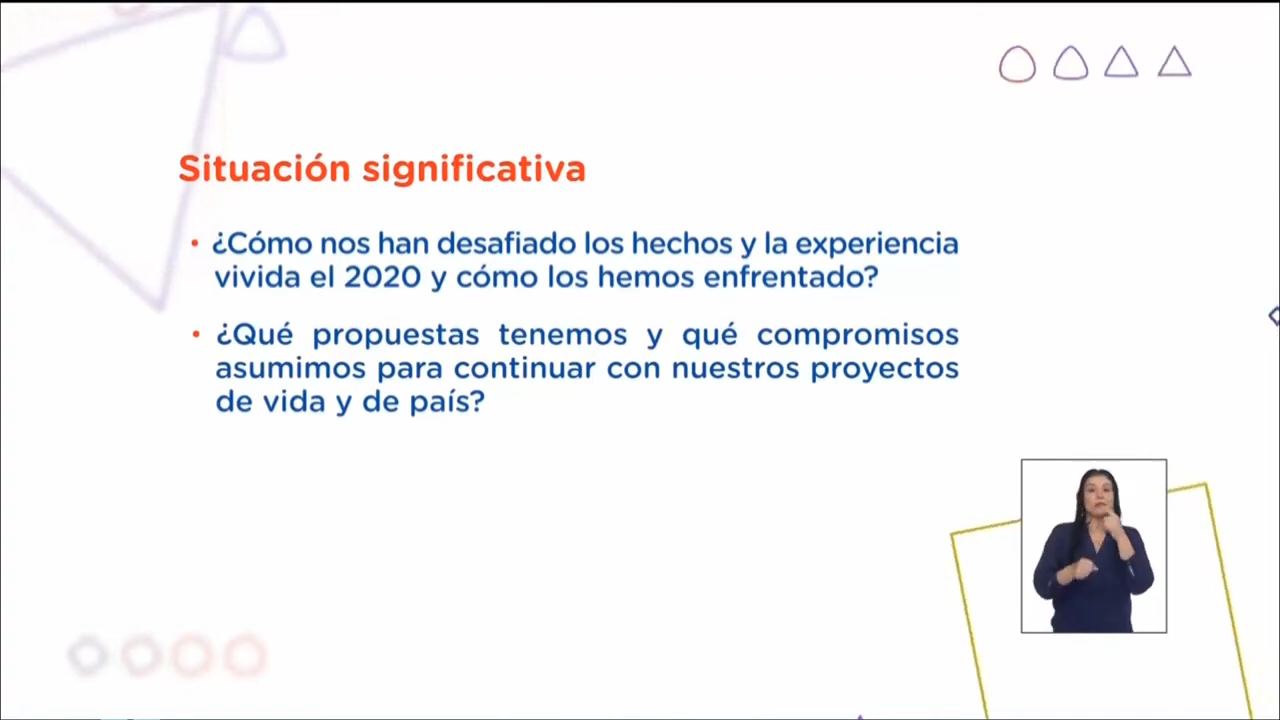 Situación significativa
• ¿Cómo nos han desafiado los hechos y la experiencia
vivida el 2020 y cómo los hemos enfrentado?
• ¿Qué propuestas tenemos y qué compromisos
asumimos para continuar con nuestros proyectos
de vida y de país?